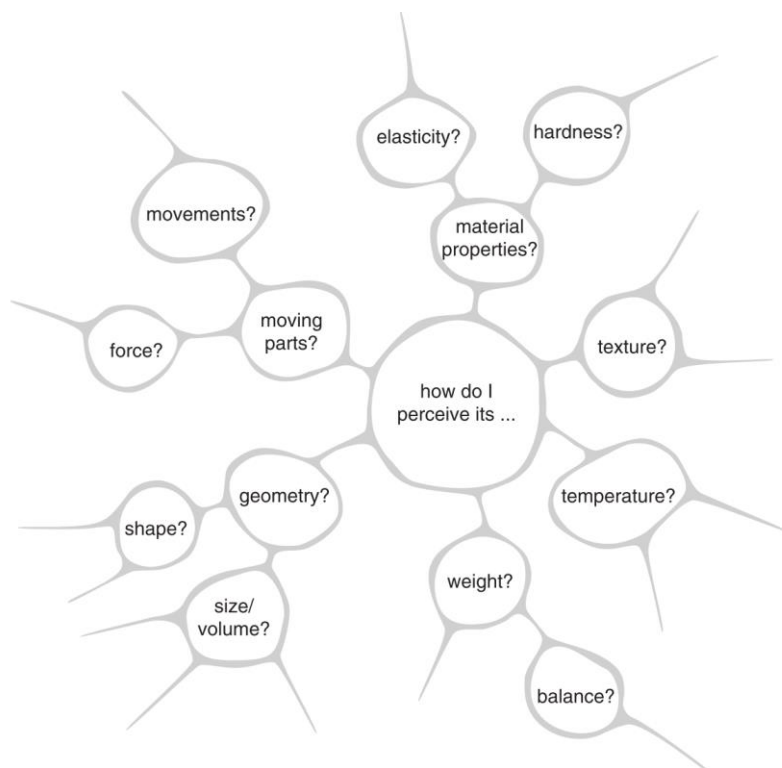 elasticity?
hardness?
movements?
material
properties?
moving
parts?
force?
texture?
how do I
perceive its ...
geometry?
temperature?
shape?
weight?
size/
volume?
balance?